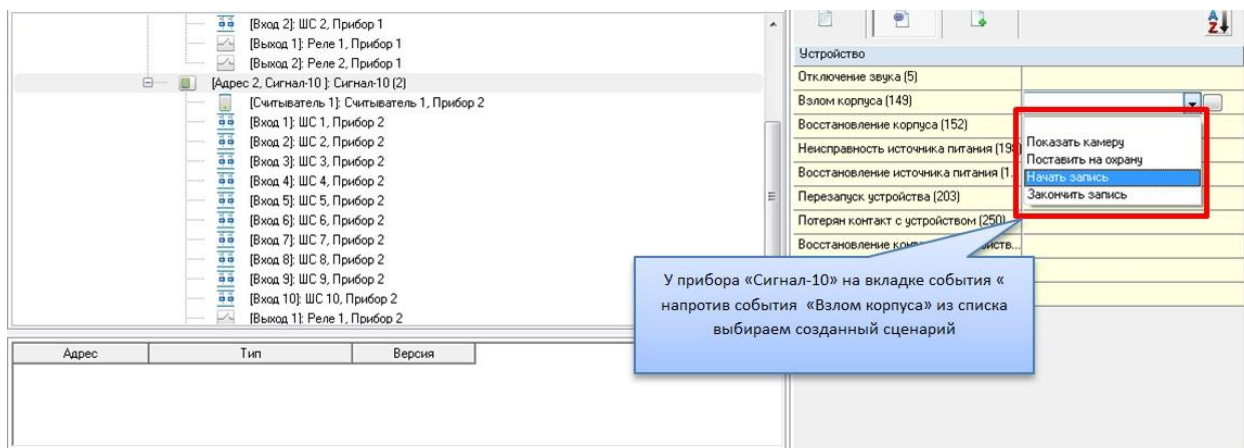 [Вход 2]: ШС 2, Прибор 1
[Выход 1]: Реле 1, Прибор 1
[Выход 2]: Реле 2, Прибор 1
[Адрес 2, Сигнал-10 ]: Сигнал-10 (2)
[Считыватель 1]: Считыватель 1, Прибор 2
[Вход 1]: ШС 1, Прибор 2
[Вход 2]: ШС 2, Прибор 2
[Вход 3]: ШС 3, Прибор 2
[Вход 4]: ШС 4, Прибор 2
[Вход 5]: ШС 5, Прибор 2
[Вход 6]: ШС 6, Прибор 2
[Вход 7]: ШС 7, Прибор 2
[Вход 8]: ШС 8, Прибор 2
[Вход 9]: ШС 9, Прибор 2
[Вход 10]: ШС 10, Прибор 2
[Выход 1]: Реле 1, Прибор 2
Адрес Тип Версия
A
Z
Устройство
Отключение звука (5)
Взлом корпуса (149)
Восстановление корпуса (152)
Неисправность источника питания (198
Восстановление источника питания (1...
Перезапуск устройства (203)
Потерян контакт с устройством (250)
Восстановление
Показать камеру
Поставить на охрану
Начать запись
Закончить запись
У прибора «Сигнал-10» на вкладке события «
напротив события «Взлом корпуса» из списка
выбираем созданный сценарий